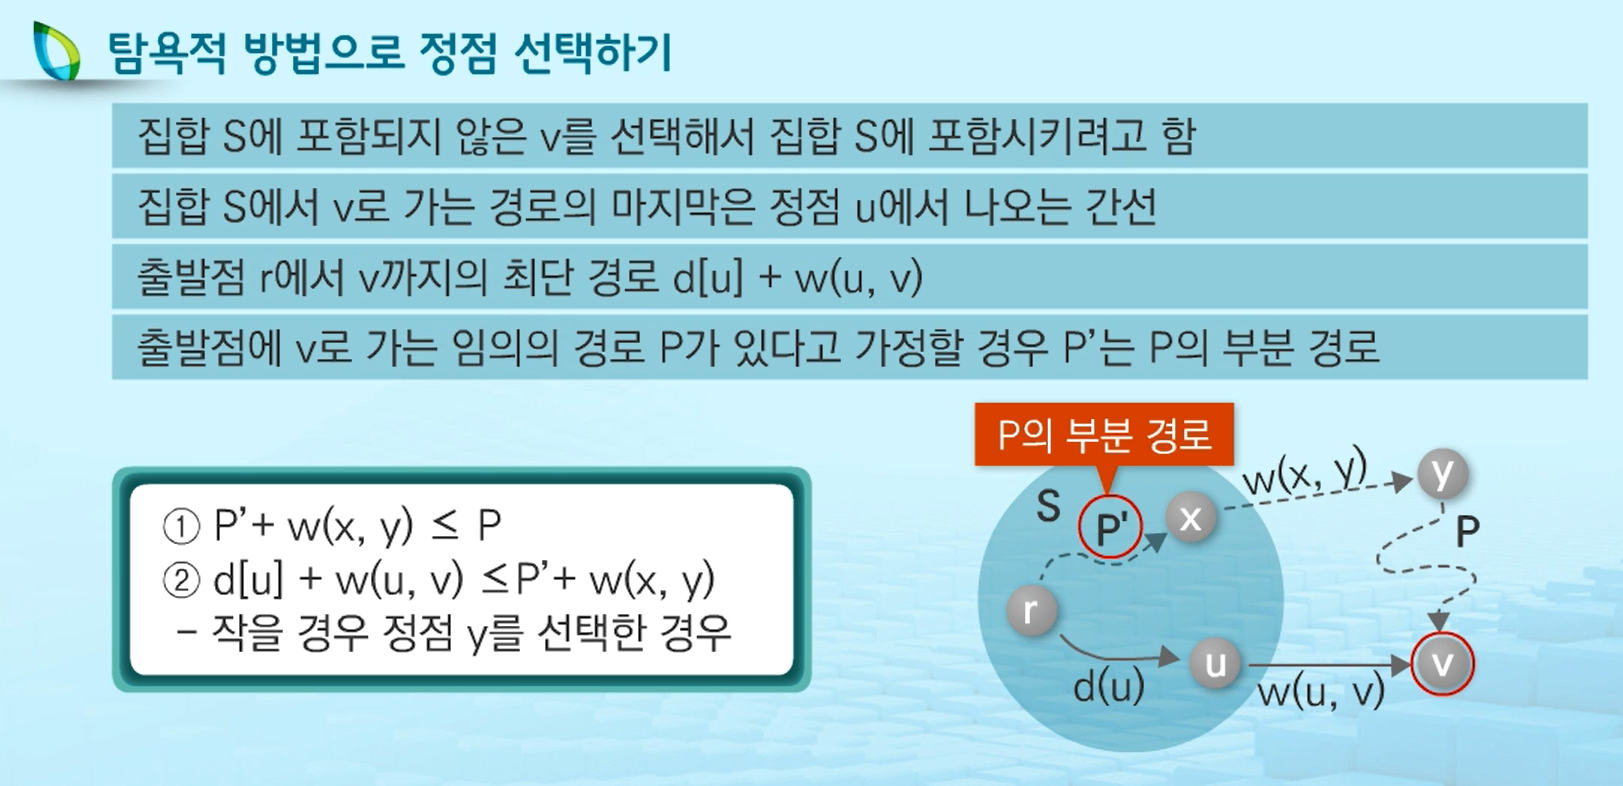 탐욕적 방법으로 정점 선택하기
집합 S에 포함되지 않은 v를 선택해서 집합 S에 포함시키려고 함
집합 S에서 v로 가는 경로의 마지막은 정점 u에서 나오는 간선
출발점 r에서 v까지의 최단 경로 d[u] + w(u, v)
출발점에 v로 가는 임의의 경로 P가 있다고 가정할 경우 P’는 P의 부분 경로
① P’+ w(x, y) ≤ P
② d[u] + w(u, v) ≤P’+ w(x, y)
– 작을 경우 정점 y를 선택한 경우
P의 부분 경로
S
P'
x
w(x, y)
y
P
r
d(u)
u
w(u, v)
v